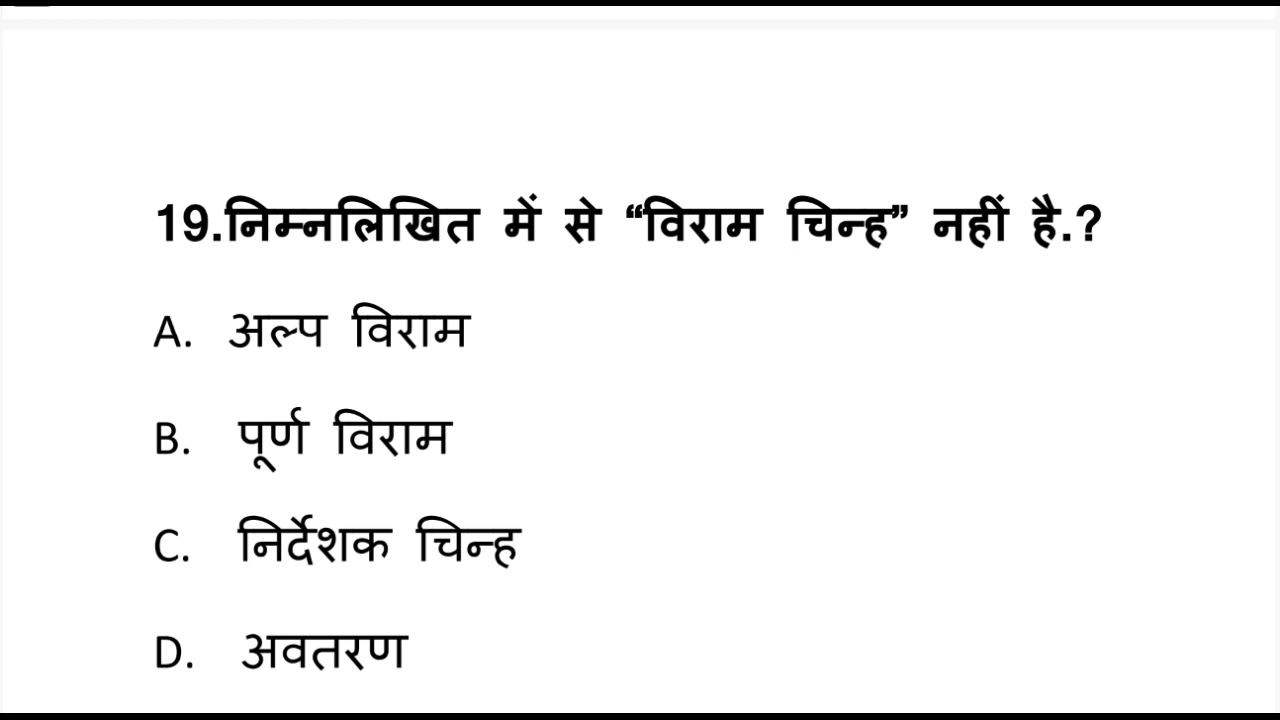 19.निम्नलिखित में से “विराम चिन्ह” नहीं है.?
A. अल्प विराम
B. पूर्ण विराम
C. निर्देशक चिन्ह
D. अवतरण